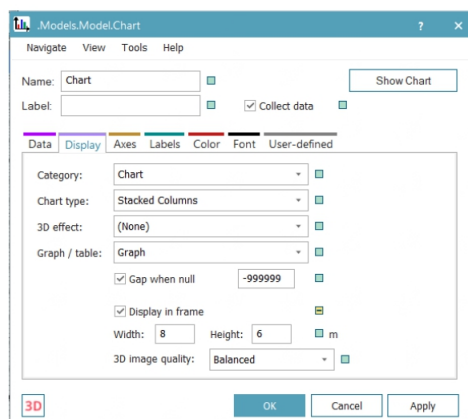 .Models.Model.Chart ? ×
Navigate View Tools Help
Name: Chart Show Chart
Label: Collect data
Data Display Axes Labels Color Font User-defined
Category: Chart
Chart type: Stacked Columns
3D effect: (None)
Graph / table: Graph
Gap when null -999999
Display in frame
Width: 8 Height: 6 m
3D image quality: Balanced
3D OK Cancel Apply